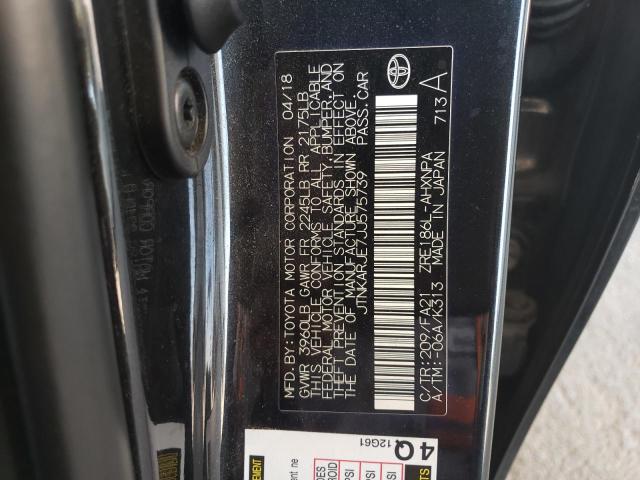 MFD.BY:TOYOTA MOTOR CORPORATION 04/18
GVWR 3960LB GAWR FR 2245LB RR 2175LB
THIS VEHICLE CONFORMS TO ALL APPLICABLE
FEDERAL MOTOR VEHICLE SAFETY,BUMPER,AND
THEFT PREVENTION STANDARDS IN EFFECT ON
THE DATE OF MANUFACTURE SHOWN ABOVE.
JTNKARJE7JJ575739 PASS.CAR
C/TR:209/FA21 ZRE186L-AHXNPA
A/TM:-06A/K313 MADE IN JAPAN
713 A
4Q
12G61